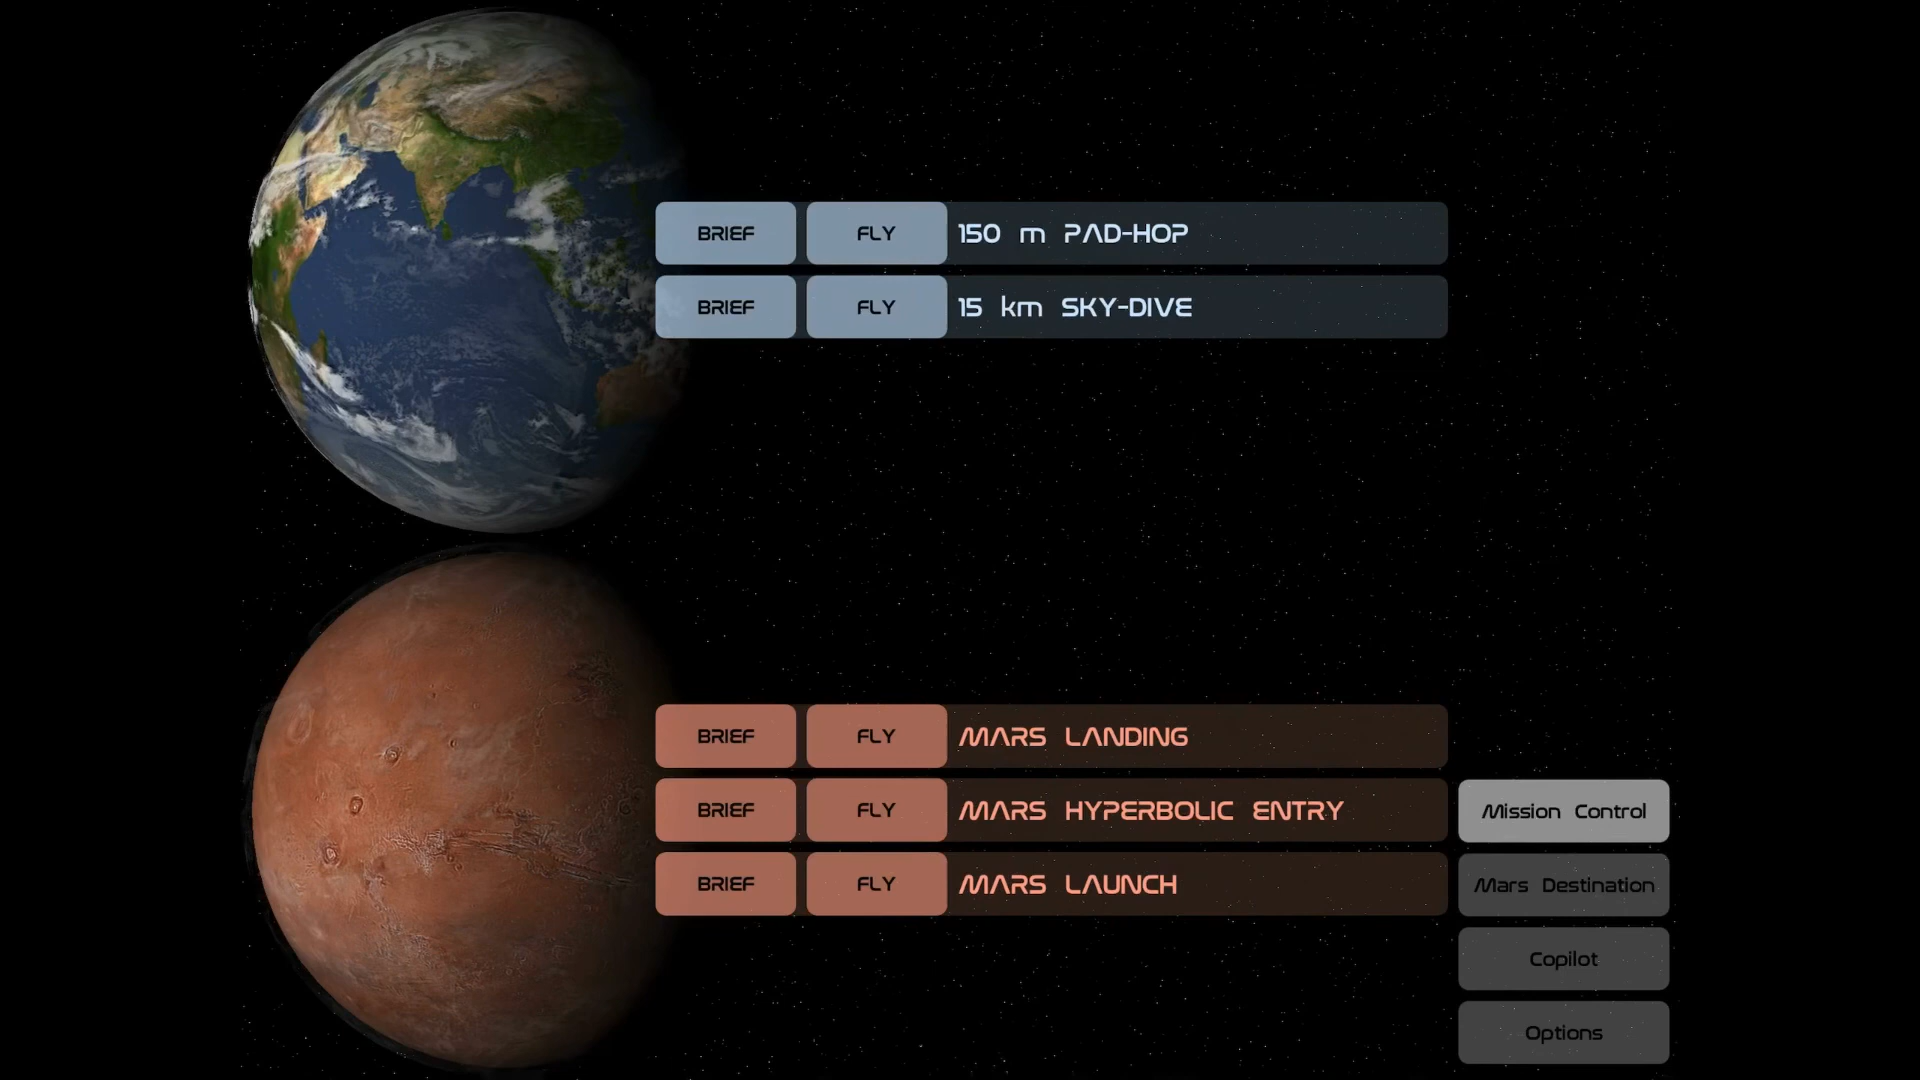 BRIEF FLY 150 m PAD-HOP
BRIEF FLY 15 km SKY-DIVE
BRIEF FLY MARS LANDING
BRIEF FLY MARS HYPERBOLIC ENTRY
Mission Control
BRIEF FLY MARS LAUNCH
Mars Destination
Copilot
Options